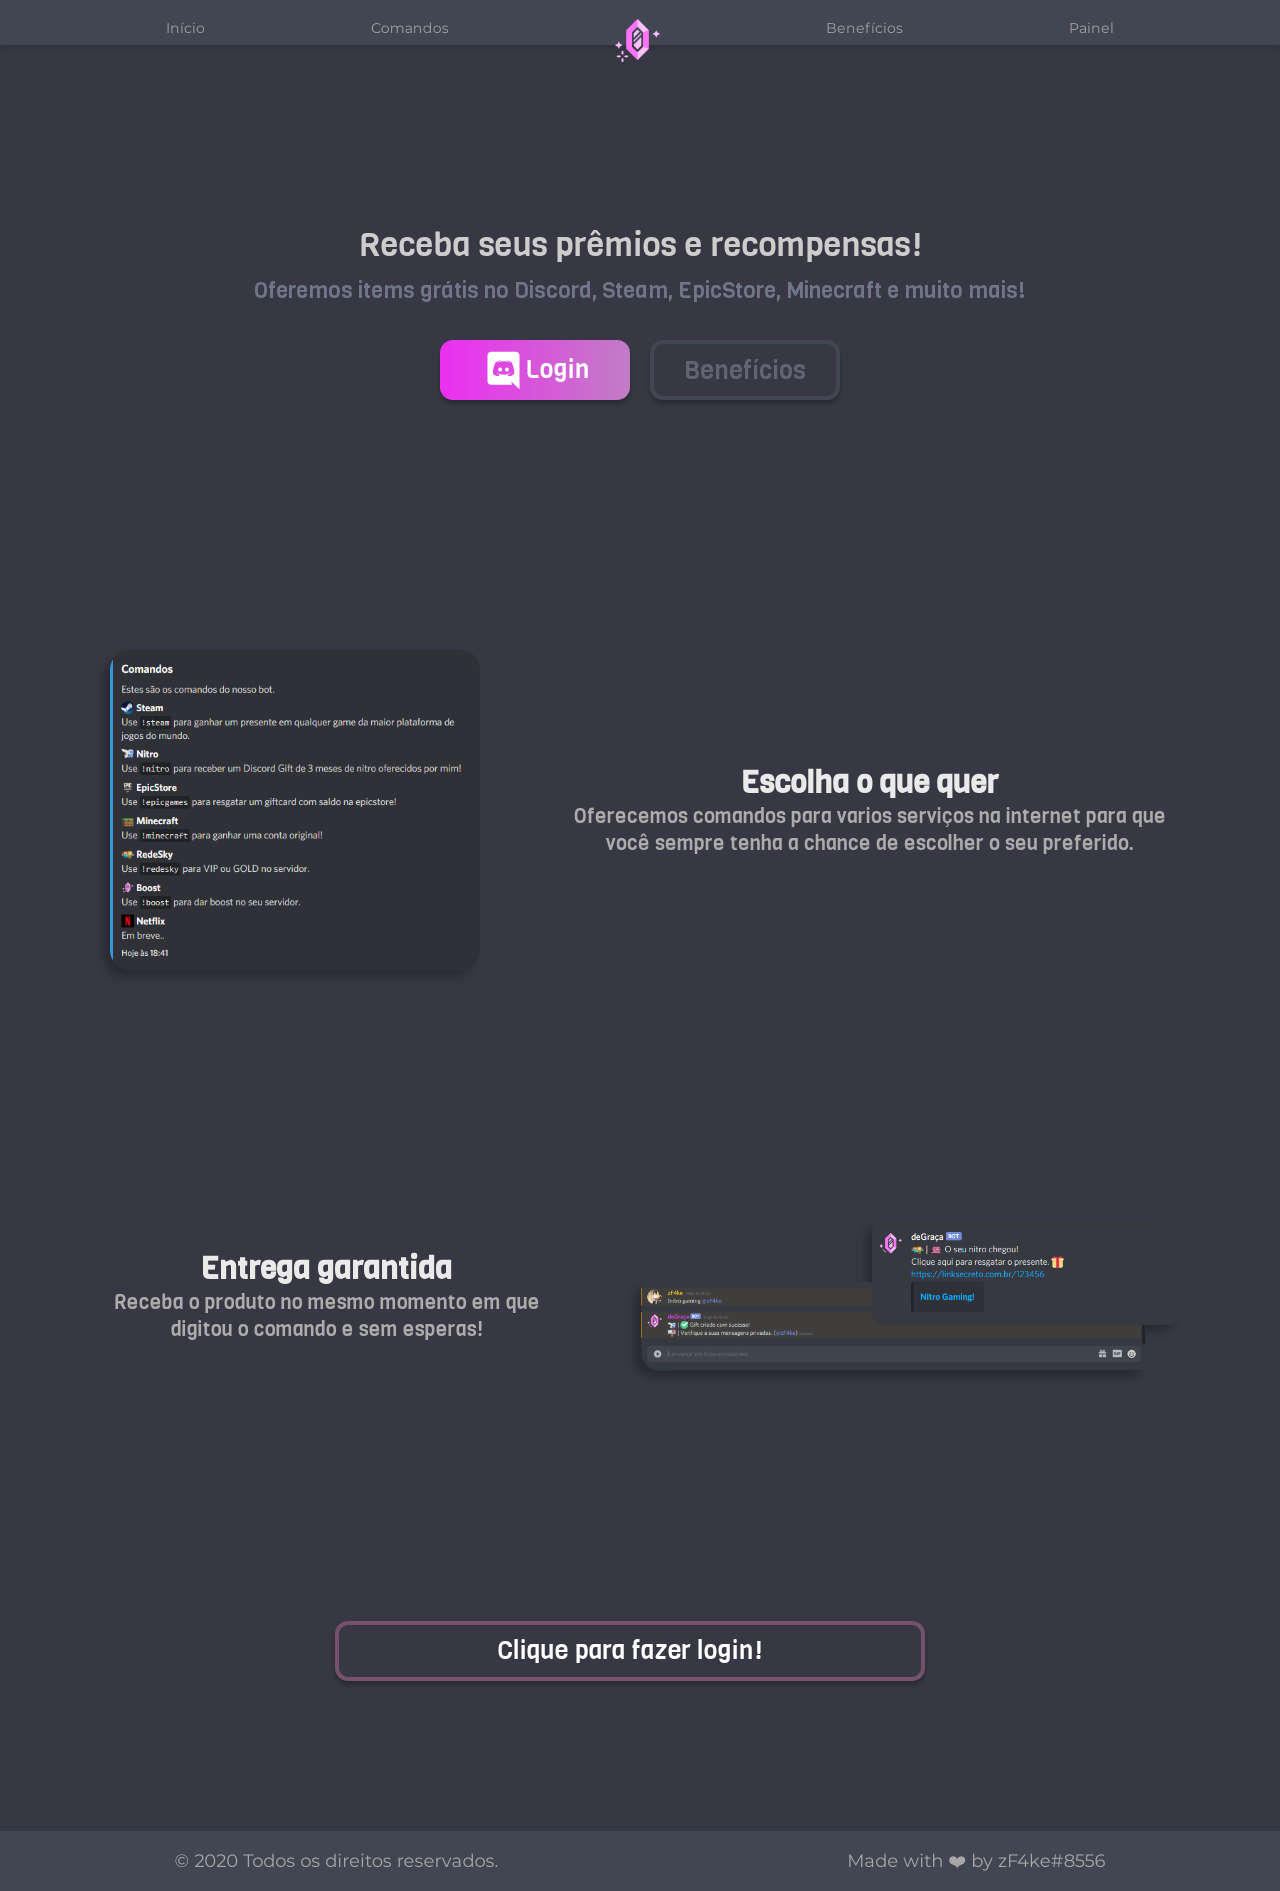 Início
Comandos
Benefícios
Painel
Receba seus prêmios e recompensas!
Oferemos items grátis no Discord, Steam, EpicStore, Minecraft e muito mais!
Login
Benefícios
Comandos
Estes são os comandos do nosso bot.
Steam
Use !steam para ganhar um presente em qualquer game da maior plataforma de
jogos do mundo.
Nitro
Use !nitro para receber um Discord Gift de 3 meses de nitro oferecidos por mim!
EpicStore
Use !epicgames para resgatar um giftcard com saldo na epicstore!
Minecraft
Use !minecraft para ganhar uma conta original!
RedeSky
Use !redesky para VIP ou GOLD no servidor.
Boost
Use !boost para dar boost no seu servidor.
Netflix
Em breve..
Hoje às 18:41
Escolha o que quer
Oferecemos comandos para varios serviços na internet para que
você sempre tenha a chance de escolher o seu preferido.
Entrega garantida
Receba o produto no mesmo momento em que
digitou o comando e sem esperas!
deGraça BOT
| O seu nitro chegou!
Clique aqui para resgatar o presente.
https://linksecreto.com.br/123456
Nitro Gaming!
zF4ke
!nitro gaming @zF4ke
deGraça BOT
| Gift criado com sucesso!
| Verifique a suas mensagens privadas. (@zF4ke)
Clique para fazer login!
© 2020 Todos os direitos reservados.
Made with ❤ by zF4ke#8556